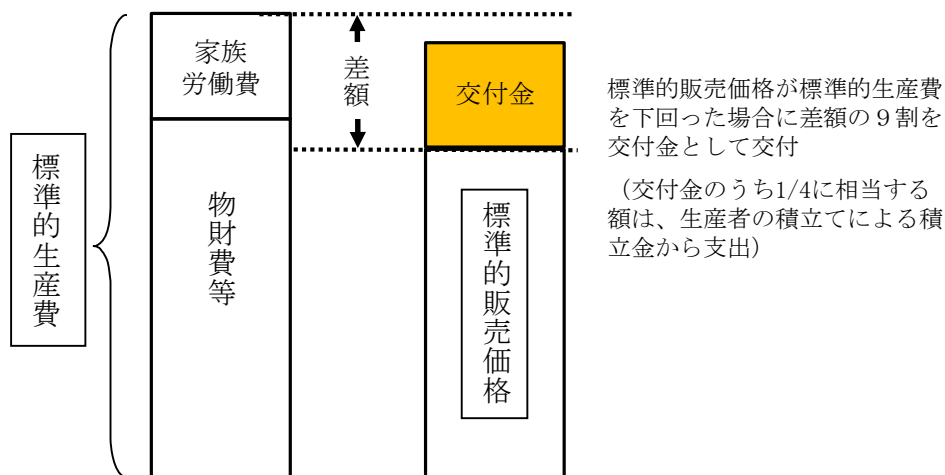 標準的生産費
家族
労働費
物財費等
差額
交付金
標準的販売価格
標準的販売価格が標準的生産費
を下回った場合に差額の９割を
交付金として交付
（交付金のうち1/4に相当する
額は、生産者の積立てによる積
立金から支出）